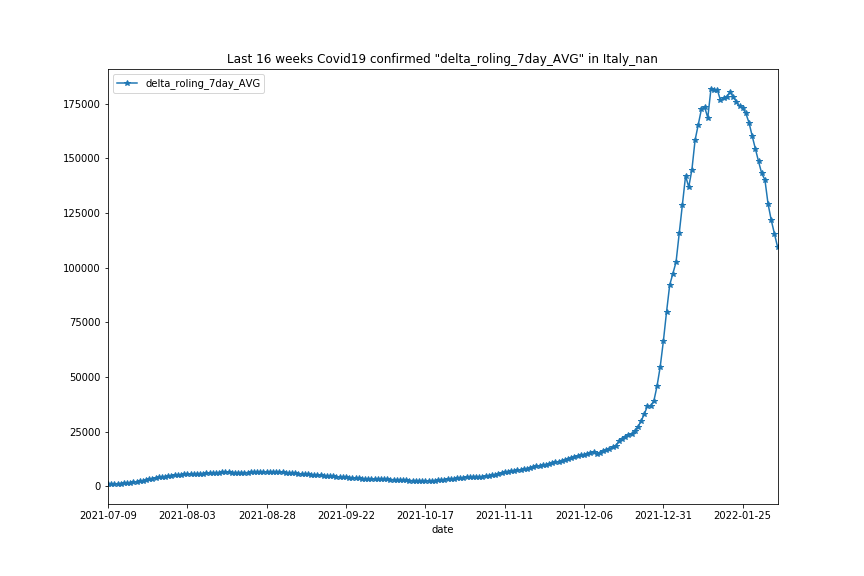 Last 16 weeks Covid19 confirmed "delta_roling_7day_AVG" in Italy_nan
delta_roling_7day_AVG
175000
150000
125000
100000
75000
50000
25000
0
2021-07-09 2021-08-03 2021-08-28 2021-09-22 2021-10-17 2021-11-11 2021-12-06 2021-12-31 2022-01-25
date